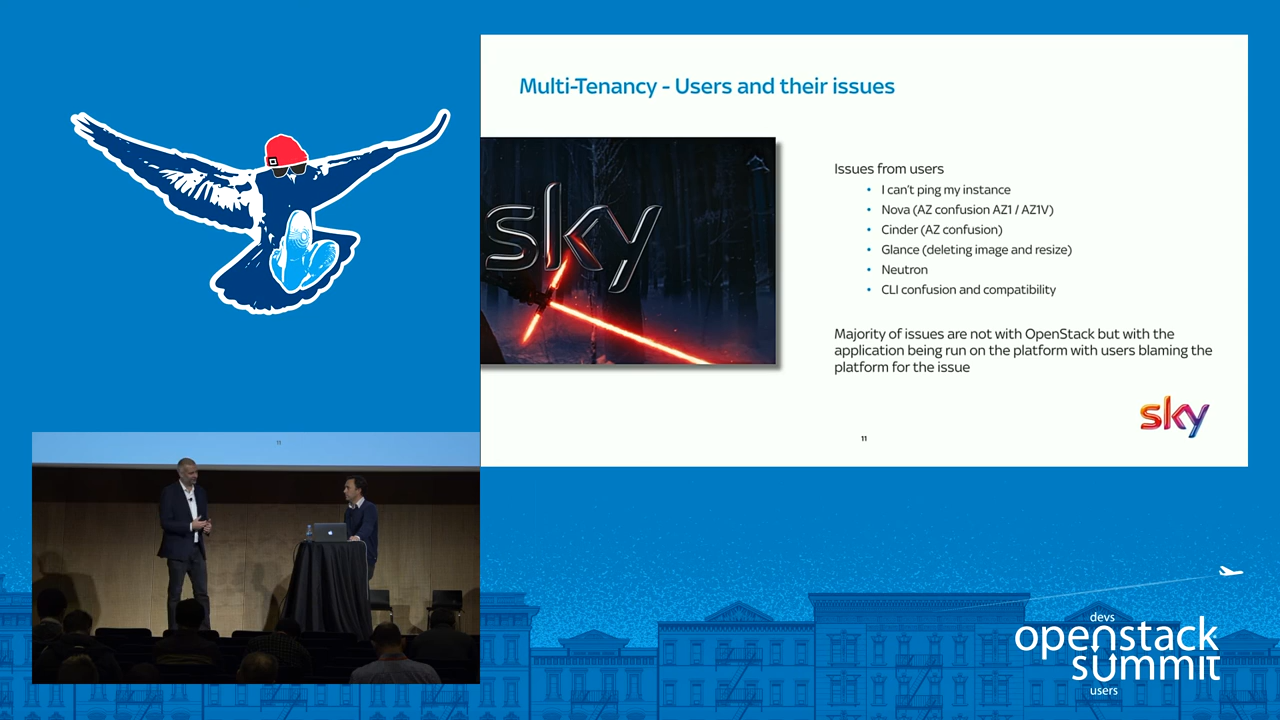 Multi-Tenancy - Users and their issues
sky
Issues from users
• I can't ping my instance
• Nova (AZ confusion AZ1 / AZ1V)
• Cinder (AZ confusion)
• Glance (deleting image and resize)
• Neutron
• CLI confusion and compatibility
Majority of issues are not with OpenStack but with the
application being run on the platform with users blaming the
platform for the issue
sky
11
11
devs
openstack
summit
users